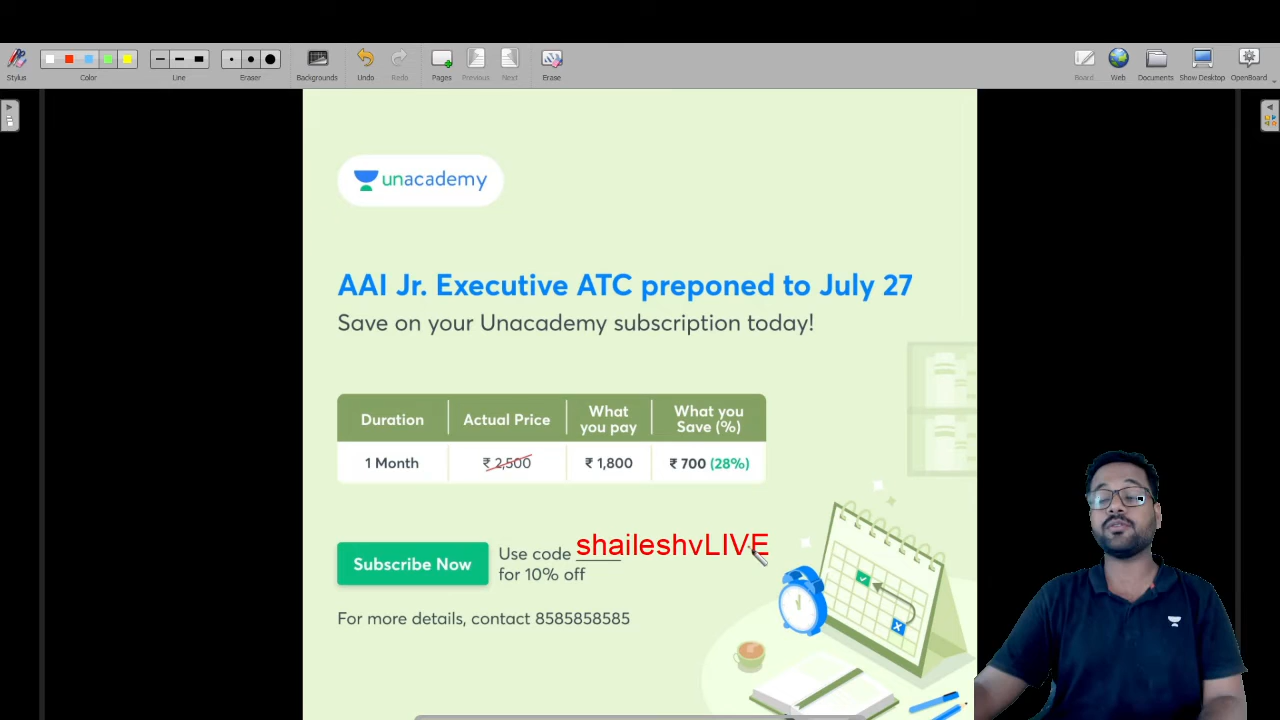 Stylus
Color
Line
Eraser
Backgrounds
Undo
Redo
Pages
Previous
Next
Erase
Board
Web
Documents
Show Desktop
OpenBoard
unacademy
AAI Jr. Executive ATC preponed to July 27
Save on your Unacademy subscription today!
Duration Actual Price What you pay What you Save (%)
1 Month ₹ 2,500 ₹ 1,800 ₹ 700 (28%)
Subscribe Now
Use code shaileshvLIVE
for 10% off
For more details, contact 8585858585